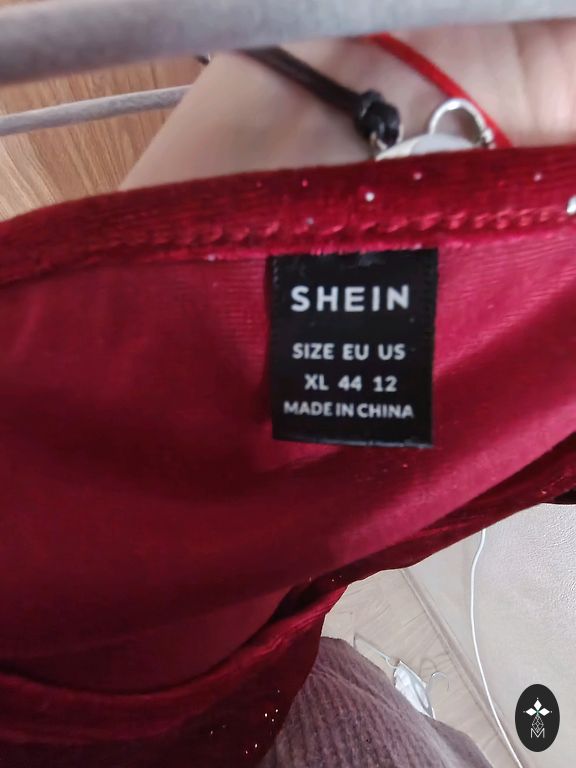 SHEIN
SIZE EU US
XL 44 12
MADE IN CHINA
M